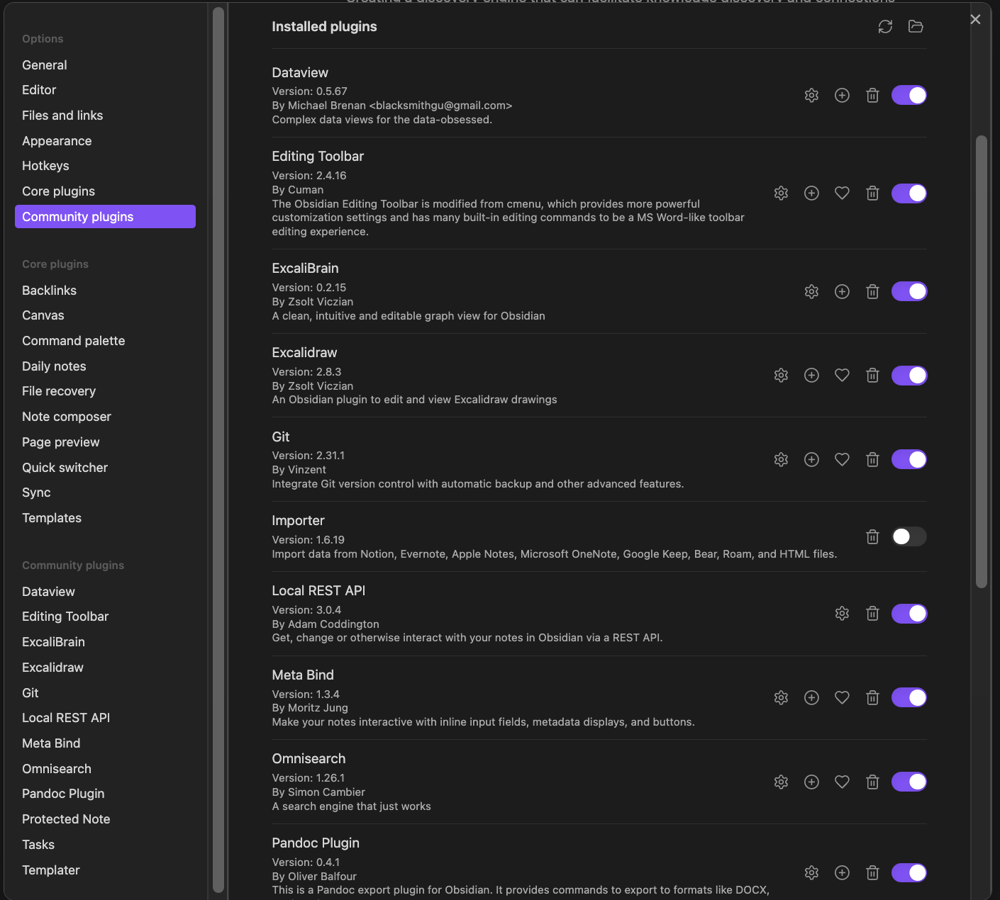 Creating a discovery engine that can facilitate knowledge discovery and connections
Options
General
Editor
Files and links
Appearance
Hotkeys
Core plugins
Community plugins
Core plugins
Backlinks
Canvas
Command palette
Daily notes
File recovery
Note composer
Page preview
Quick switcher
Sync
Templates
Community plugins
Dataview
Editing Toolbar
ExcaliBrain
Excalidraw
Git
Local REST API
Meta Bind
Omnisearch
Pandoc Plugin
Protected Note
Tasks
Templater
Installed plugins
Dataview
Version: 0.5.67
By Michael Brenan <blacksmithgu@gmail.com>
Complex data views for the data-obsessed.
Editing Toolbar
Version: 2.4.16
By Cuman
The Obsidian Editing Toolbar is modified from cmenu, which provides more powerful
customization settings and has many built-in editing commands to be a MS Word-like toolbar
editing experience.
ExcaliBrain
Version: 0.2.15
By Zsolt Viczian
A clean, intuitive and editable graph view for Obsidian
Excalidraw
Version: 2.8.3
By Zsolt Viczian
An Obsidian plugin to edit and view Excalidraw drawings
Git
Version: 2.31.1
By Vinzent
Integrate Git version control with automatic backup and other advanced features.
Importer
Version: 1.6.19
Import data from Notion, Evernote, Apple Notes, Microsoft OneNote, Google Keep, Bear, Roam, and HTML files.
Local REST API
Version: 3.0.4
By Adam Coddington
Get, change or otherwise interact with your notes in Obsidian via a REST API.
Meta Bind
Version: 1.3.4
By Moritz Jung
Make your notes interactive with inline input fields, metadata displays, and buttons.
Omnisearch
Version: 1.26.1
By Simon Cambier
A search engine that just works
Pandoc Plugin
Version: 0.4.1
By Oliver Balfour
This is a Pandoc export plugin for Obsidian. It provides commands to export to formats like DOCX,